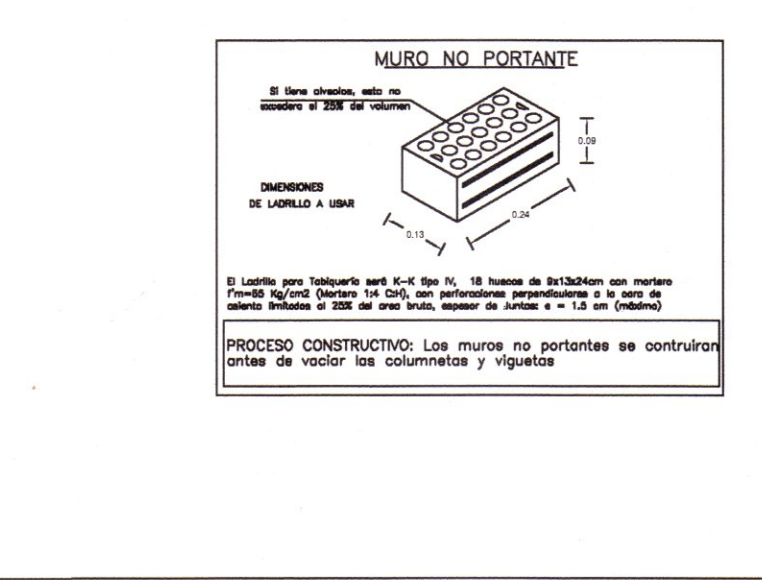 MURO NO PORTANTE
Si tiene alveolos, esto no
excedera el 25% del volumen
0.09
DIMENSIONES
DE LADRILLO A USAR
0.24
0.13
El Ladrillo para Tabiquería será K-K tipo IV, 18 huecos de 9x13x24cm con mortero
f'm=55 Kg/cm2 (Mortero 1:4 C:H), con perforaciones perpendiculares a la cara de
asiento limitados al 25% del area bruta, espesor de Juntas: e = 1.5 cm (máximo)
PROCESO CONSTRUCTIVO: Los muros no portantes se contruiran
antes de vaciar las columnetas y viguetas